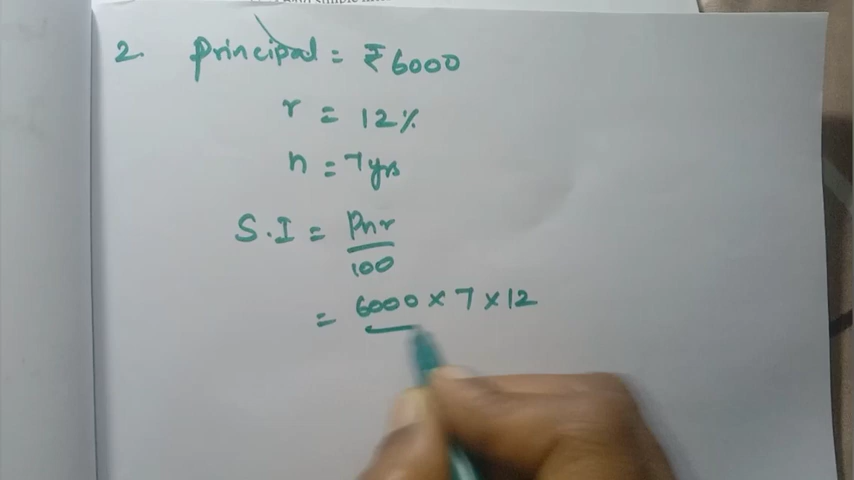 2. Principal = ₹6000
r = 12%
n = 7yrs
S.I = Pnr
100
= 6000 × 7 × 12